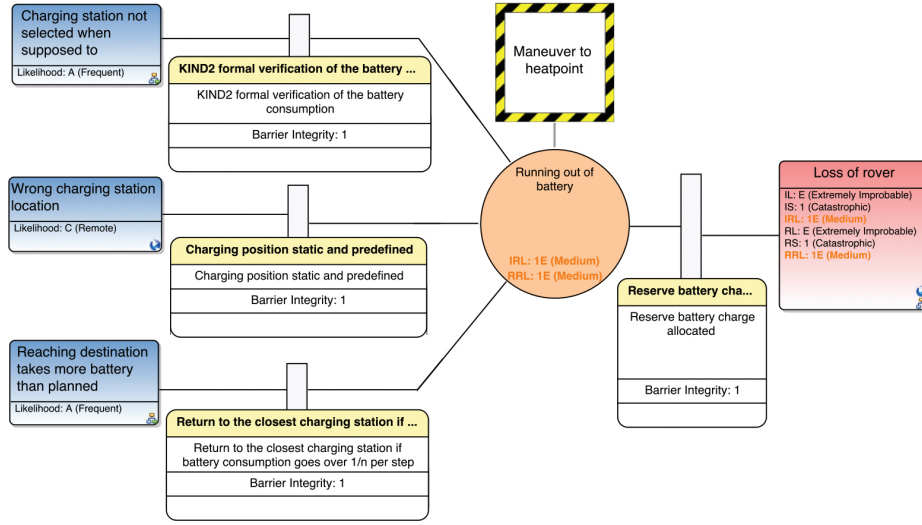 Charging station not
selected when
supposed to
Likelihood: A (Frequent)
KIND2 formal verification of the battery ...
KIND2 formal verification of the battery
consumption
Barrier Integrity: 1
Wrong charging station
location
Likelihood: C (Remote)
Charging position static and predefined
Charging position static and predefined
Barrier Integrity: 1
Reaching destination
takes more battery
than planned
Likelihood: A (Frequent)
Return to the closest charging station if ...
Return to the closest charging station if
battery consumption goes over 1/n per step
Barrier Integrity: 1
Maneuver to
heatpoint
Running out of
battery
IRL: 1E (Medium)
RRL: 1E (Medium)
Reserve battery cha...
Reserve battery charge
allocated
Barrier Integrity: 1
Loss of rover
IL: E (Extremely Improbable)
IS: 1 (Catastrophic)
IRL: 1E (Medium)
RL: E (Extremely Improbable)
RS: 1 (Catastrophic)
RRL: 1E (Medium)